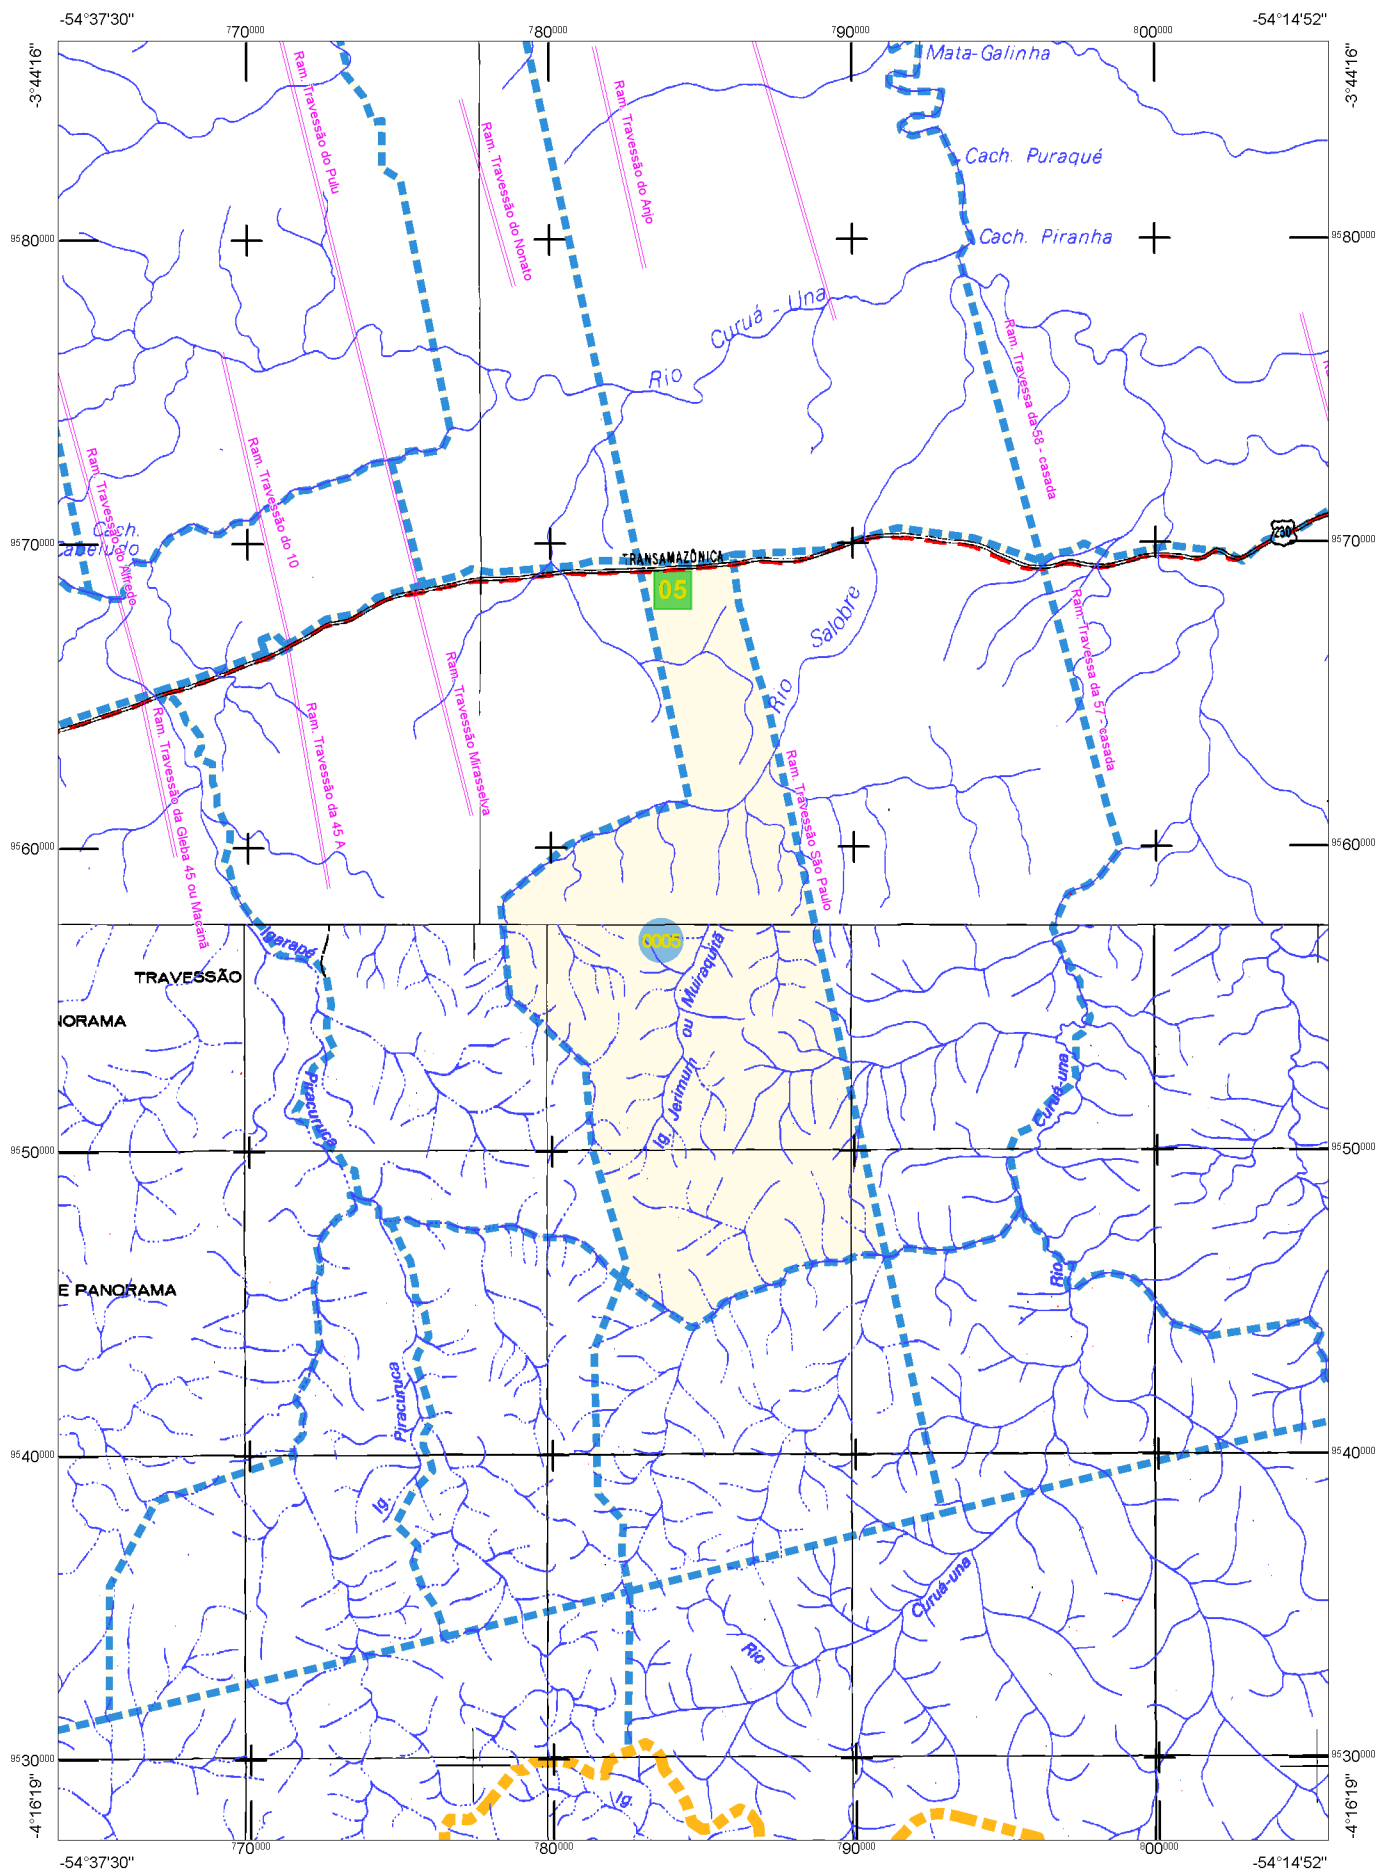 -54°37'30"
-54°14'52"
770000
780000
790000
800000
-3°44'16"
-3°44'16"
Mata-Galinha
Ram. Travessão do Pulu
Ram. Travessão do Nonato
Ram. Travessão do Anjo
Cach. Puraqué
Cach. Piranha
9580000
9580000
Curuá - Una
Rio
Ram. Travessa da 58 - casada
Ram. Travessão do Alfredo
Ram. Travessão do 10
Cach.
abeludo
9570000
9570000
TRANSAMAZÔNICA
230
05
Salobre
Rio
Ram. Travessa da 57 - casada
Ram. Travessão Mirasselva
Ram. Travessão da 45 A
Ram. Travessão da Gleba 45 ou Macanã
Ram. Travessão São Paulo
9560000
9560000
Igarapé
0005
TRAVESSÃO
NORAMA
Ig. Jerimum ou Muiraquitã
Piracuruca
Curuá-una
9550000
9550000
Rio
E PANORAMA
Piracuruca
Ig.
9540000
9540000
Curuá-una
Rio
9530000
9530000
Ig.
-4°16'19"
-4°16'19"
770000
780000
790000
800000
-54°37'30"
-54°14'52"